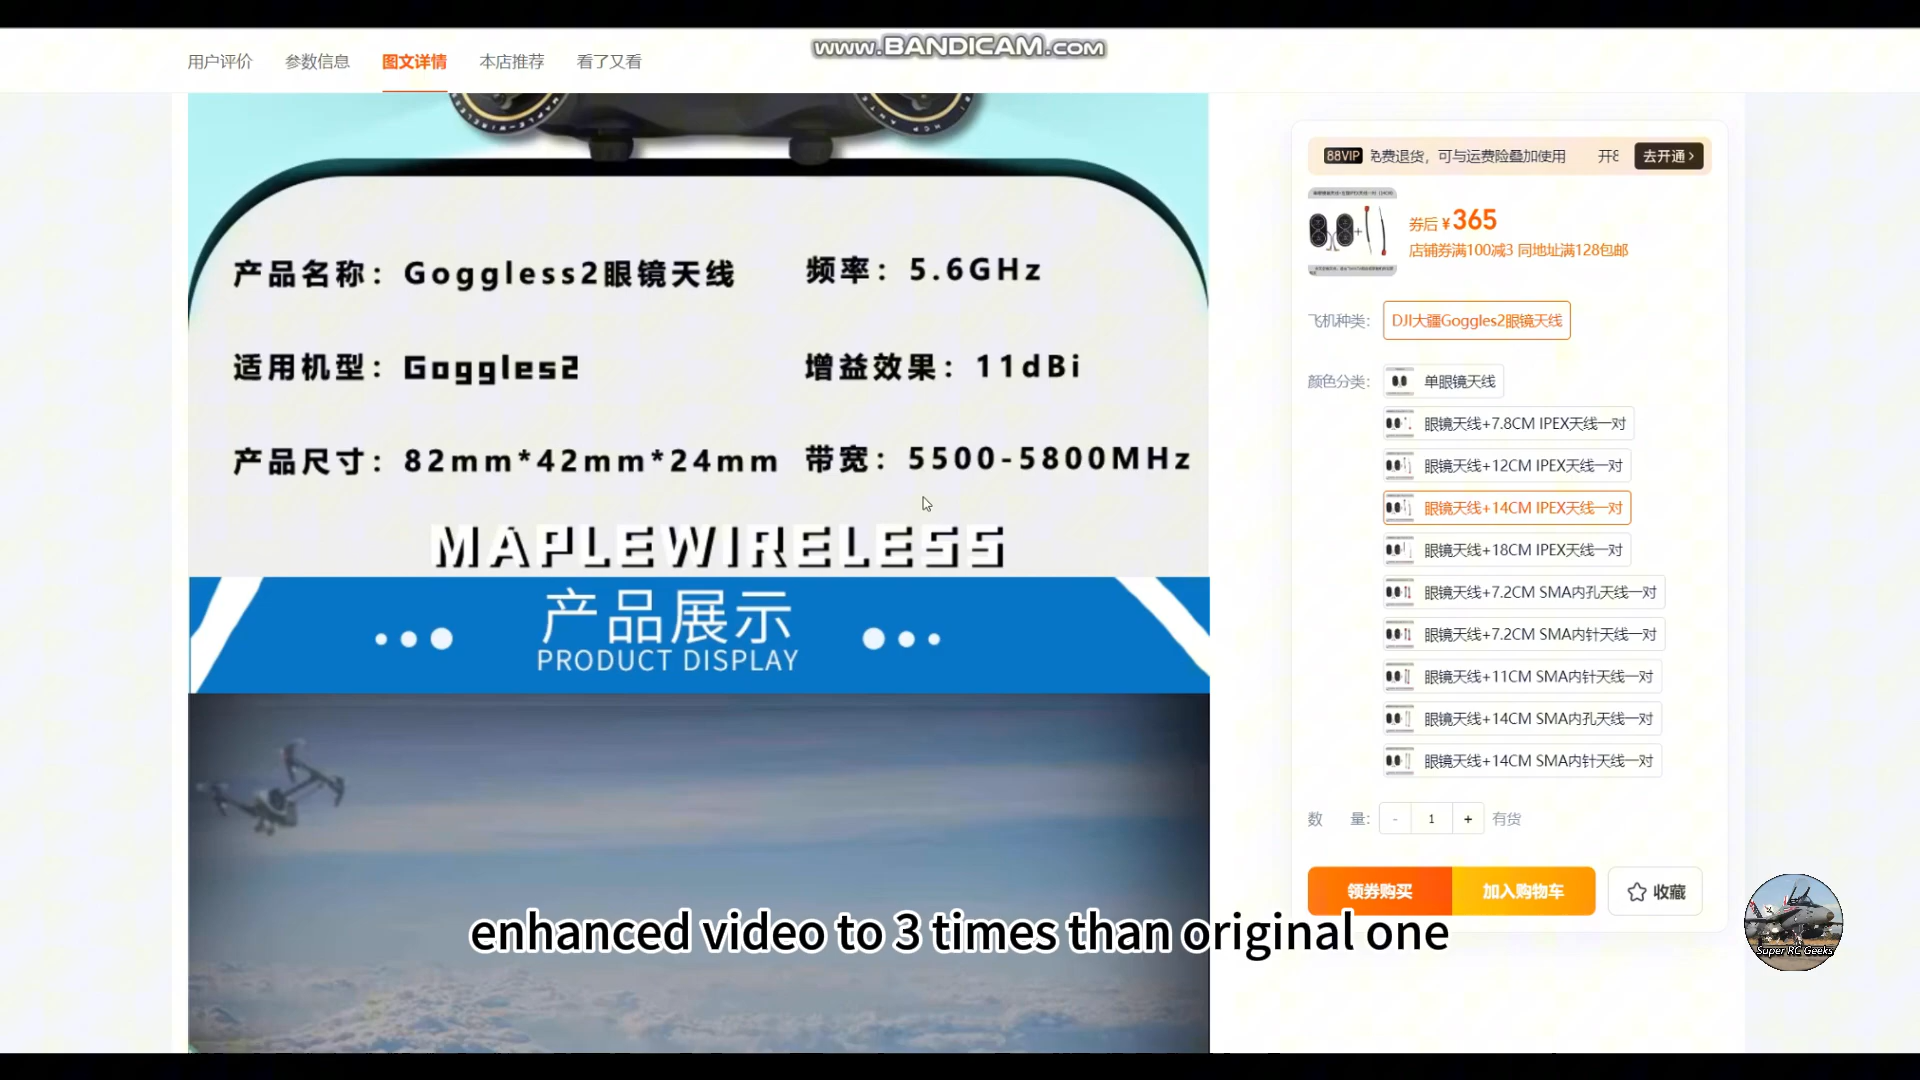 www.BANDICAM.com
用户评价 参数信息 图文详情 本店推荐 看了又看
产品名称：Goggless2眼镜天线 频率：5.6GHz
适用机型：Goggles2 增益效果：11dBi
产品尺寸：82mm*42mm*24mm 带宽：5500-5800MHz
MAPLEWIRELESS
产品展示
PRODUCT DISPLAY
88VIP 免费退货，可与运费险叠加使用 开8 去开通 >
券后 ¥365
店铺券满100减3 同地址满128包邮
飞机种类： DJI大疆Goggles2眼镜天线
颜色分类： 单眼镜天线
眼镜天线+7.8CM IPEX天线一对
眼镜天线+12CM IPEX天线一对
眼镜天线+14CM IPEX天线一对
眼镜天线+18CM IPEX天线一对
眼镜天线+7.2CM SMA内孔天线一对
眼镜天线+7.2CM SMA内针天线一对
眼镜天线+11CM SMA内针天线一对
眼镜天线+14CM SMA内孔天线一对
眼镜天线+14CM SMA内针天线一对
数 量： - 1 + 有货
领券购买 加入购物车 收藏
enhanced video to 3 times than original one
Super RC Geeks